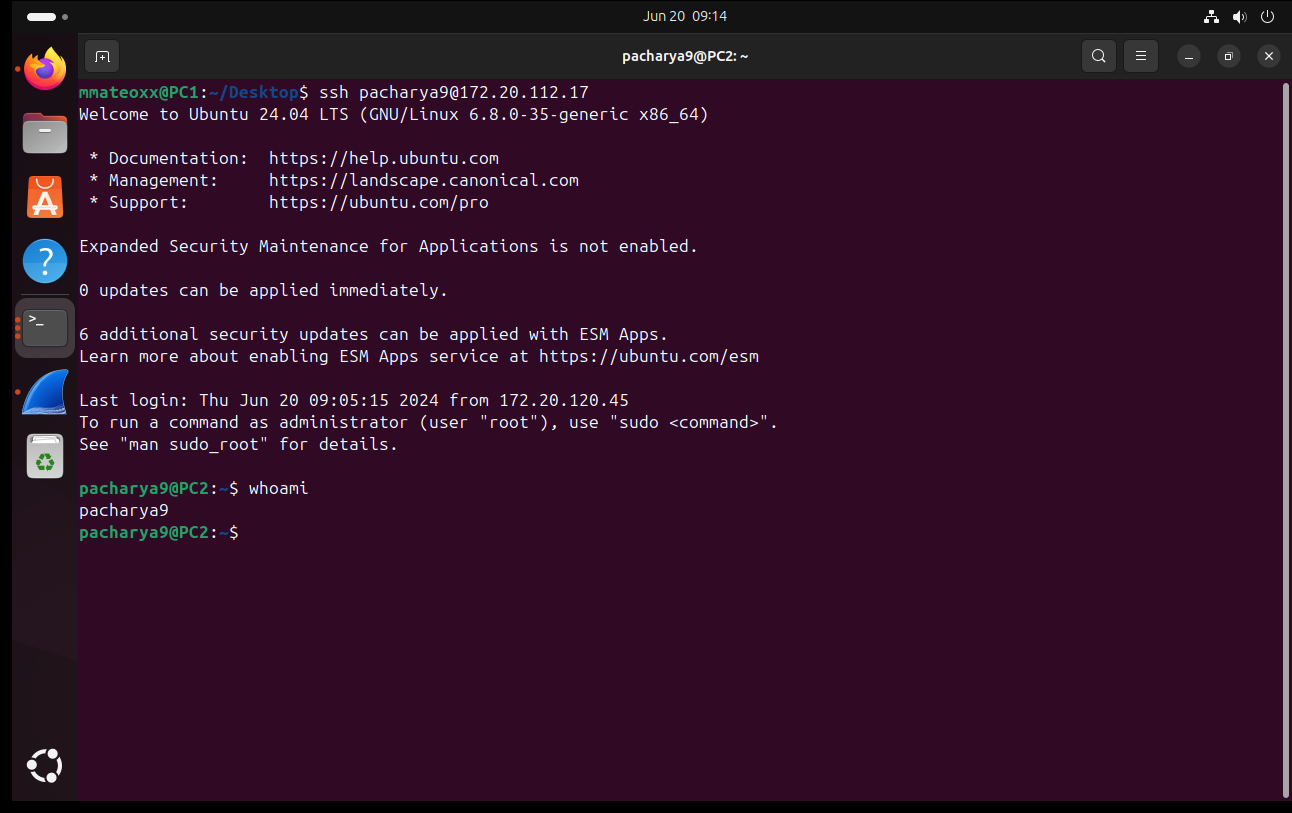 Jun 20 09:14
pacharya9@PC2: ~
mmateoxx@PC1:~/Desktop$ ssh pacharya9@172.20.112.17
Welcome to Ubuntu 24.04 LTS (GNU/Linux 6.8.0-35-generic x86_64)
* Documentation:  https://help.ubuntu.com
* Management:     https://landscape.canonical.com
* Support:        https://ubuntu.com/pro
Expanded Security Maintenance for Applications is not enabled.
0 updates can be applied immediately.
6 additional security updates can be applied with ESM Apps.
Learn more about enabling ESM Apps service at https://ubuntu.com/esm
Last login: Thu Jun 20 09:05:15 2024 from 172.20.120.45
To run a command as administrator (user "root"), use "sudo <command>".
See "man sudo_root" for details.
pacharya9@PC2:~$ whoami
pacharya9
pacharya9@PC2:~$